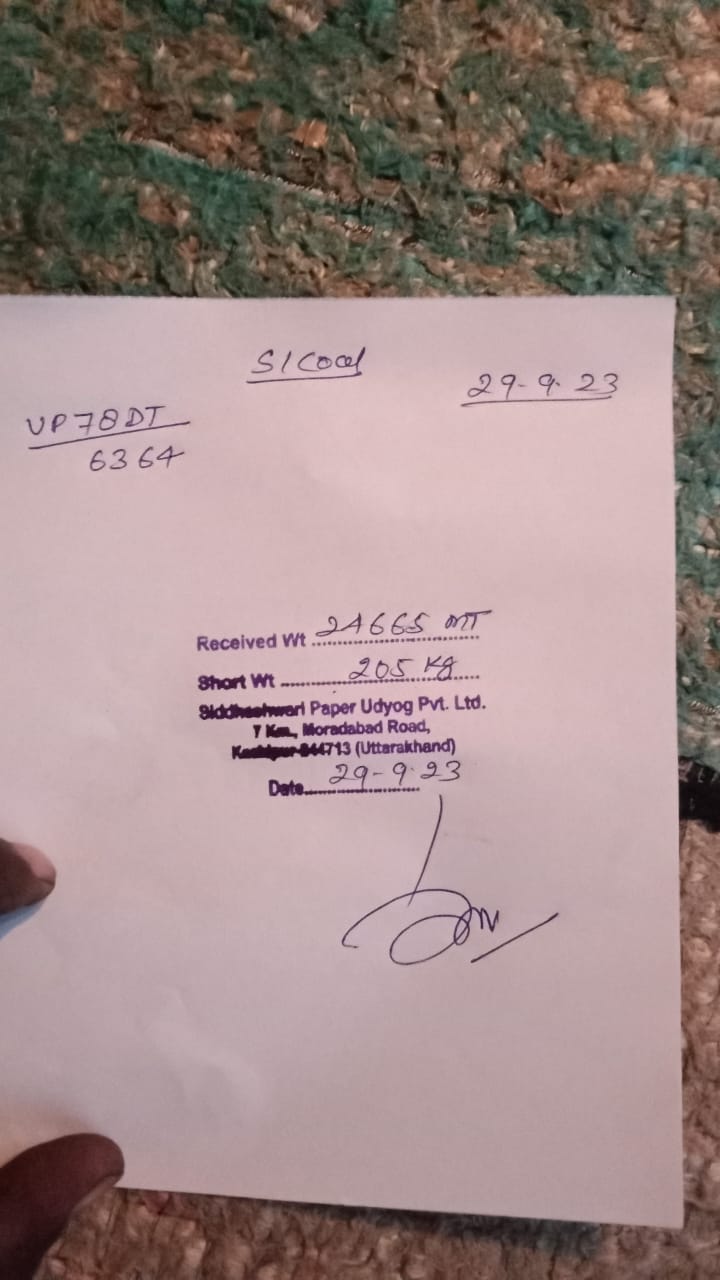 S/Coal
29-9-23
UP78DT
6364
Received Wt 24665 MT
Short Wt 205 Kg
Siddheshwari Paper Udyog Pvt. Ltd.
7 Km., Moradabad Road,
Kashipur-244713 (Uttarakhand)
Date 29-9-23